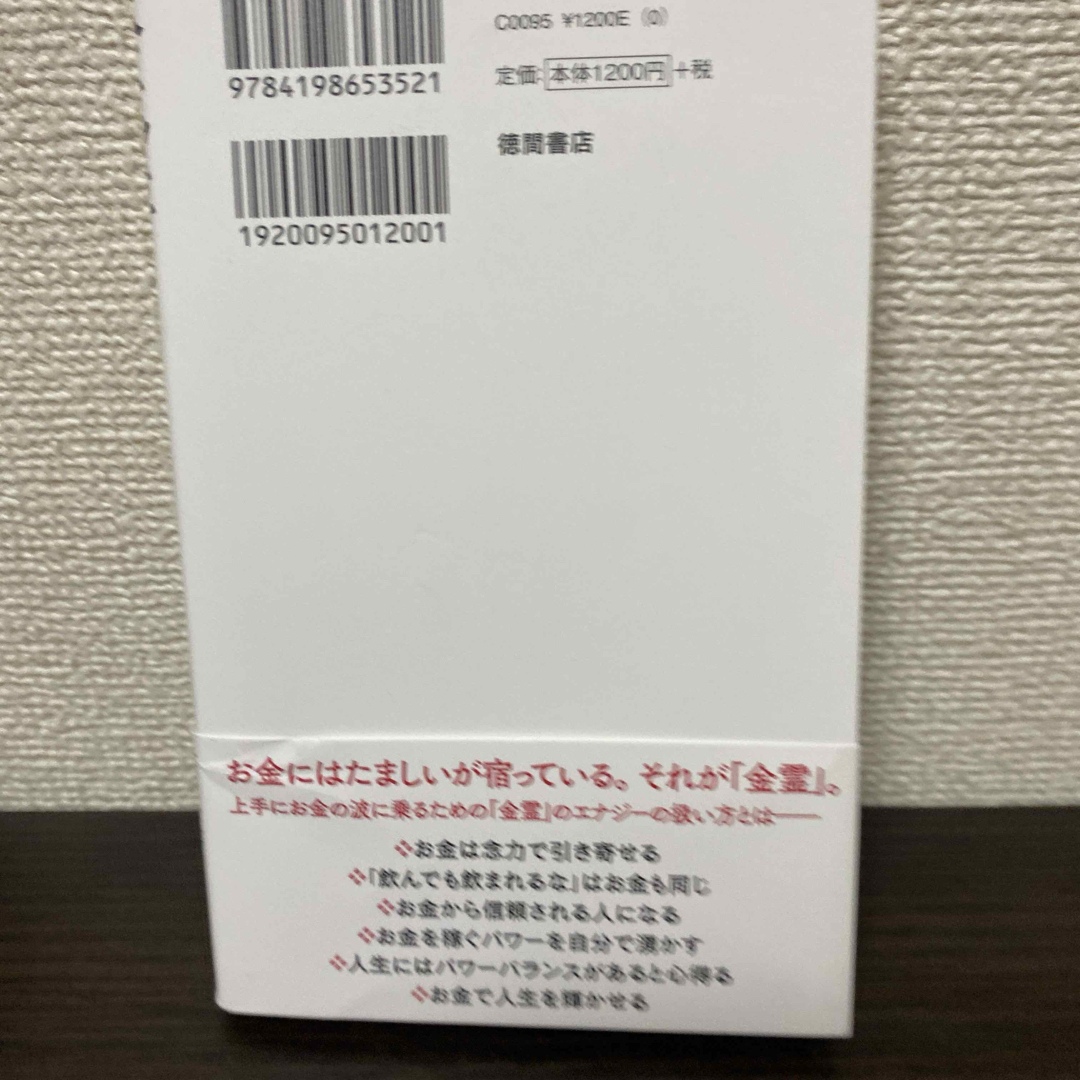 9784198653521
C0095 ¥1200E (0)
定価:本体1200円+税
1920095012001
徳間書店
お金にはたましいが宿っている。それが「金霊」。
上手にお金の波に乗るための「金霊」のエナジーの扱い方とは――
❖お金は念力で引き寄せる
❖「飲んでも飲まれるな」はお金も同じ
❖お金から信頼される人になる
❖お金を稼ぐパワーを自分で湧かす
❖人生にはパワーバランスがあると心得る
❖お金で人生を輝かせる